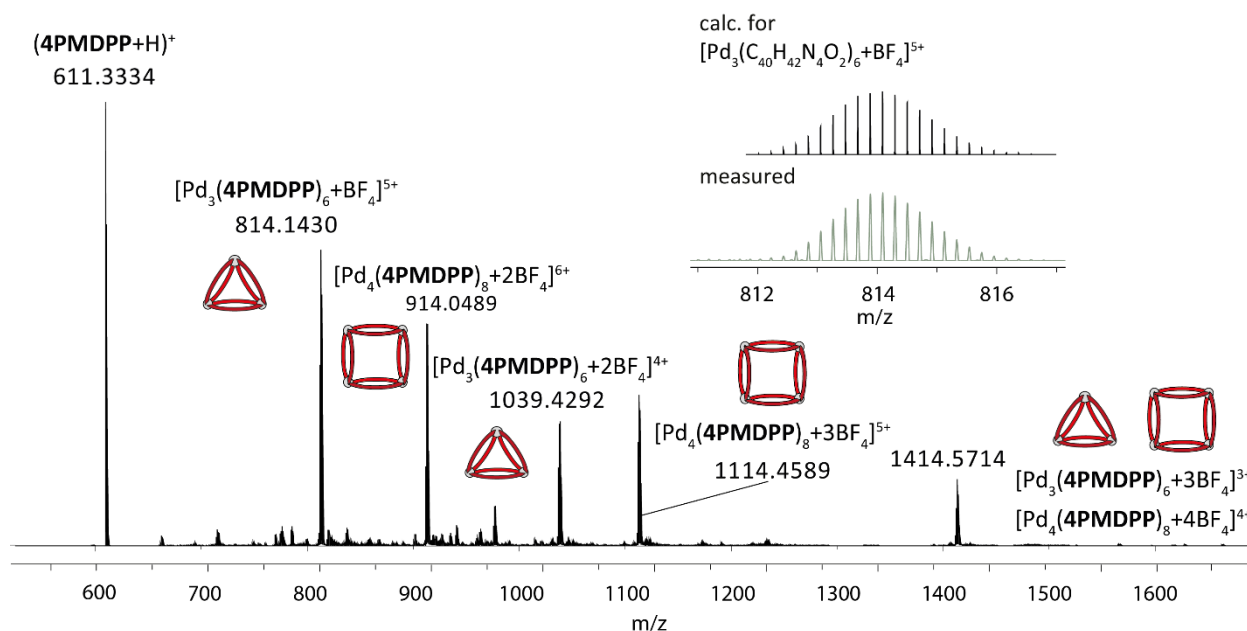 (4PMDPP+H)⁺
611.3334
[Pd₃(4PMDPP)₆+BF₄]⁵⁺
814.1430
[Pd₄(4PMDPP)₈+2BF₄]⁶⁺
914.0489
[Pd₃(4PMDPP)₆+2BF₄]⁴⁺
1039.4292
[Pd₄(4PMDPP)₈+3BF₄]⁵⁺
1114.4589
1414.5714
[Pd₃(4PMDPP)₆+3BF₄]³⁺
[Pd₄(4PMDPP)₈+4BF₄]⁴⁺
calc. for
[Pd₃(C₄₀H₄₂N₄O₂)₆+BF₄]⁵⁺
measured
812 814 816
m/z
600 700 800 900 1000 1100 1200 1300 1400 1500 1600
m/z